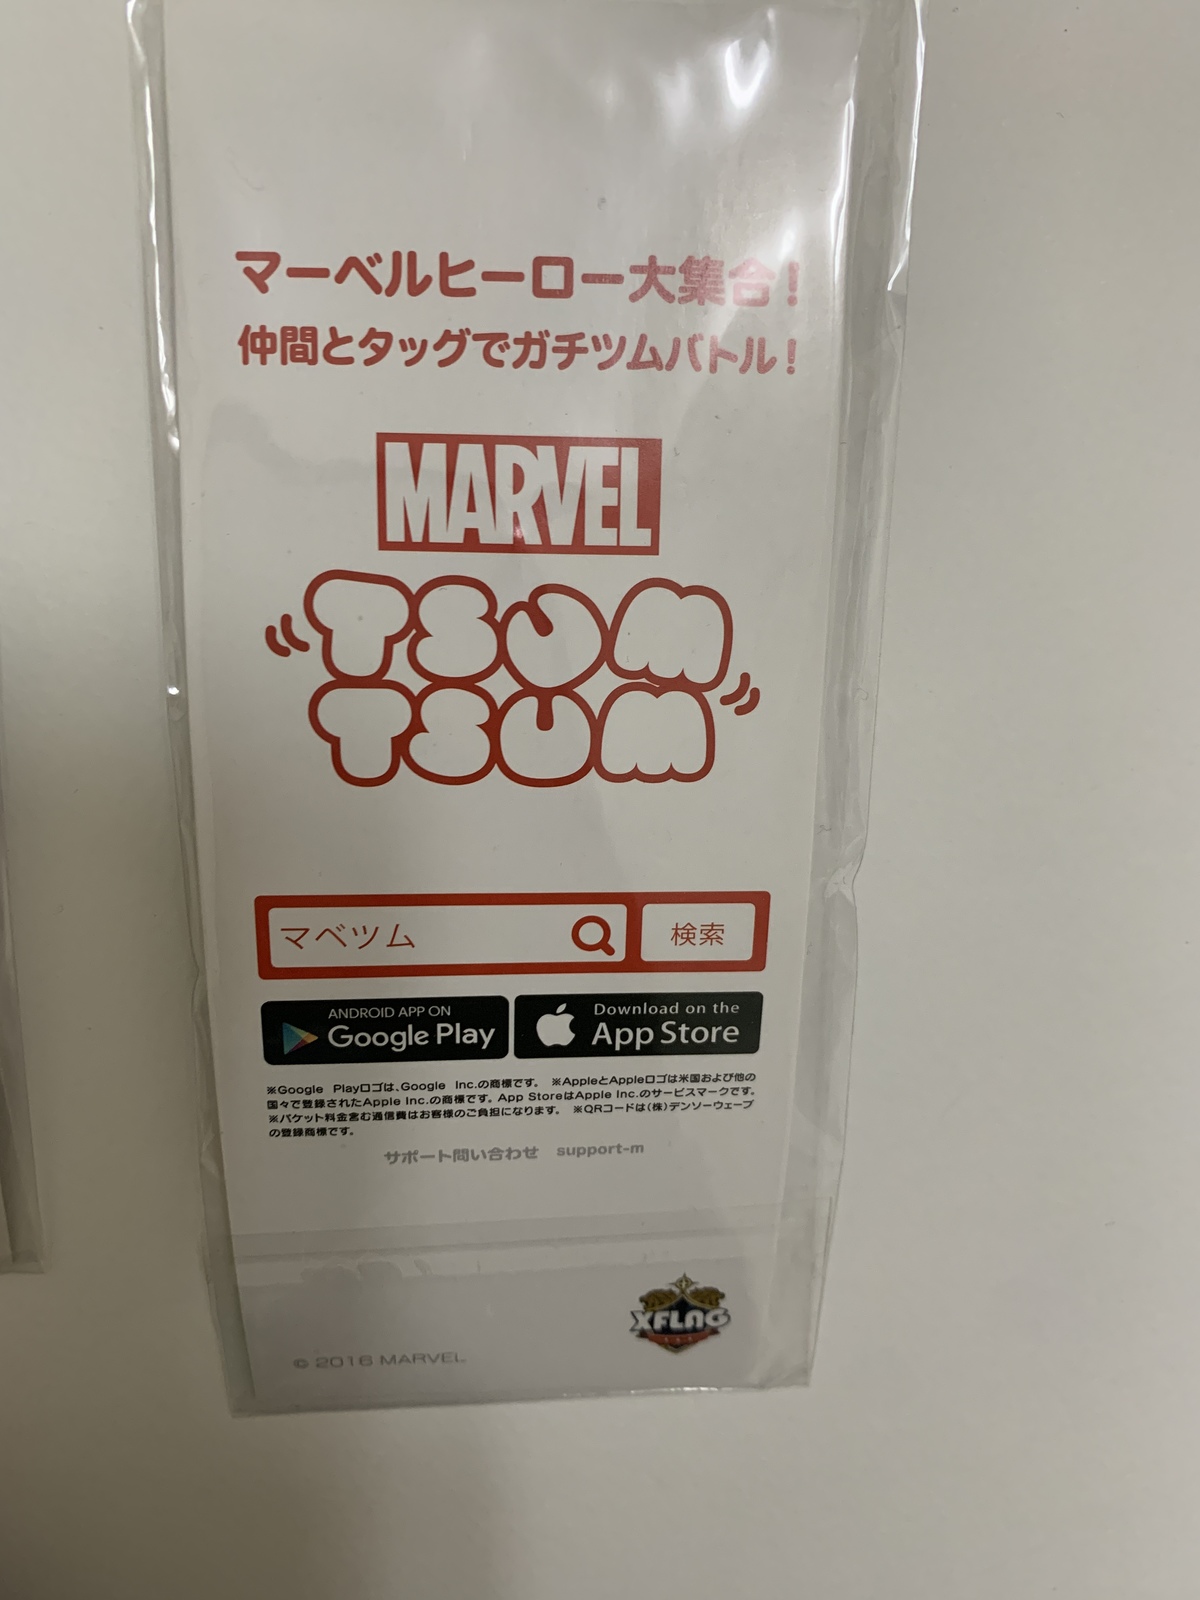 マーベルヒーロー大集合！
仲間とタッグでガチツムバトル！
MARVEL
TSUM
TSUM
マベツム 検索
ANDROID APP ON
Google Play
Download on the
App Store
※Google Playロゴは、Google Inc.の商標です。 ※AppleとAppleロゴは米国および他の
国々で登録されたApple Inc.の商標です。App StoreはApple Inc.のサービスマークです。
※パケット料金含む通信費はお客様のご負担になります。 ※QRコードは(株)デンソーウェーブ
の登録商標です。
サポート問い合わせ support-m
XFLAG
© 2016 MARVEL